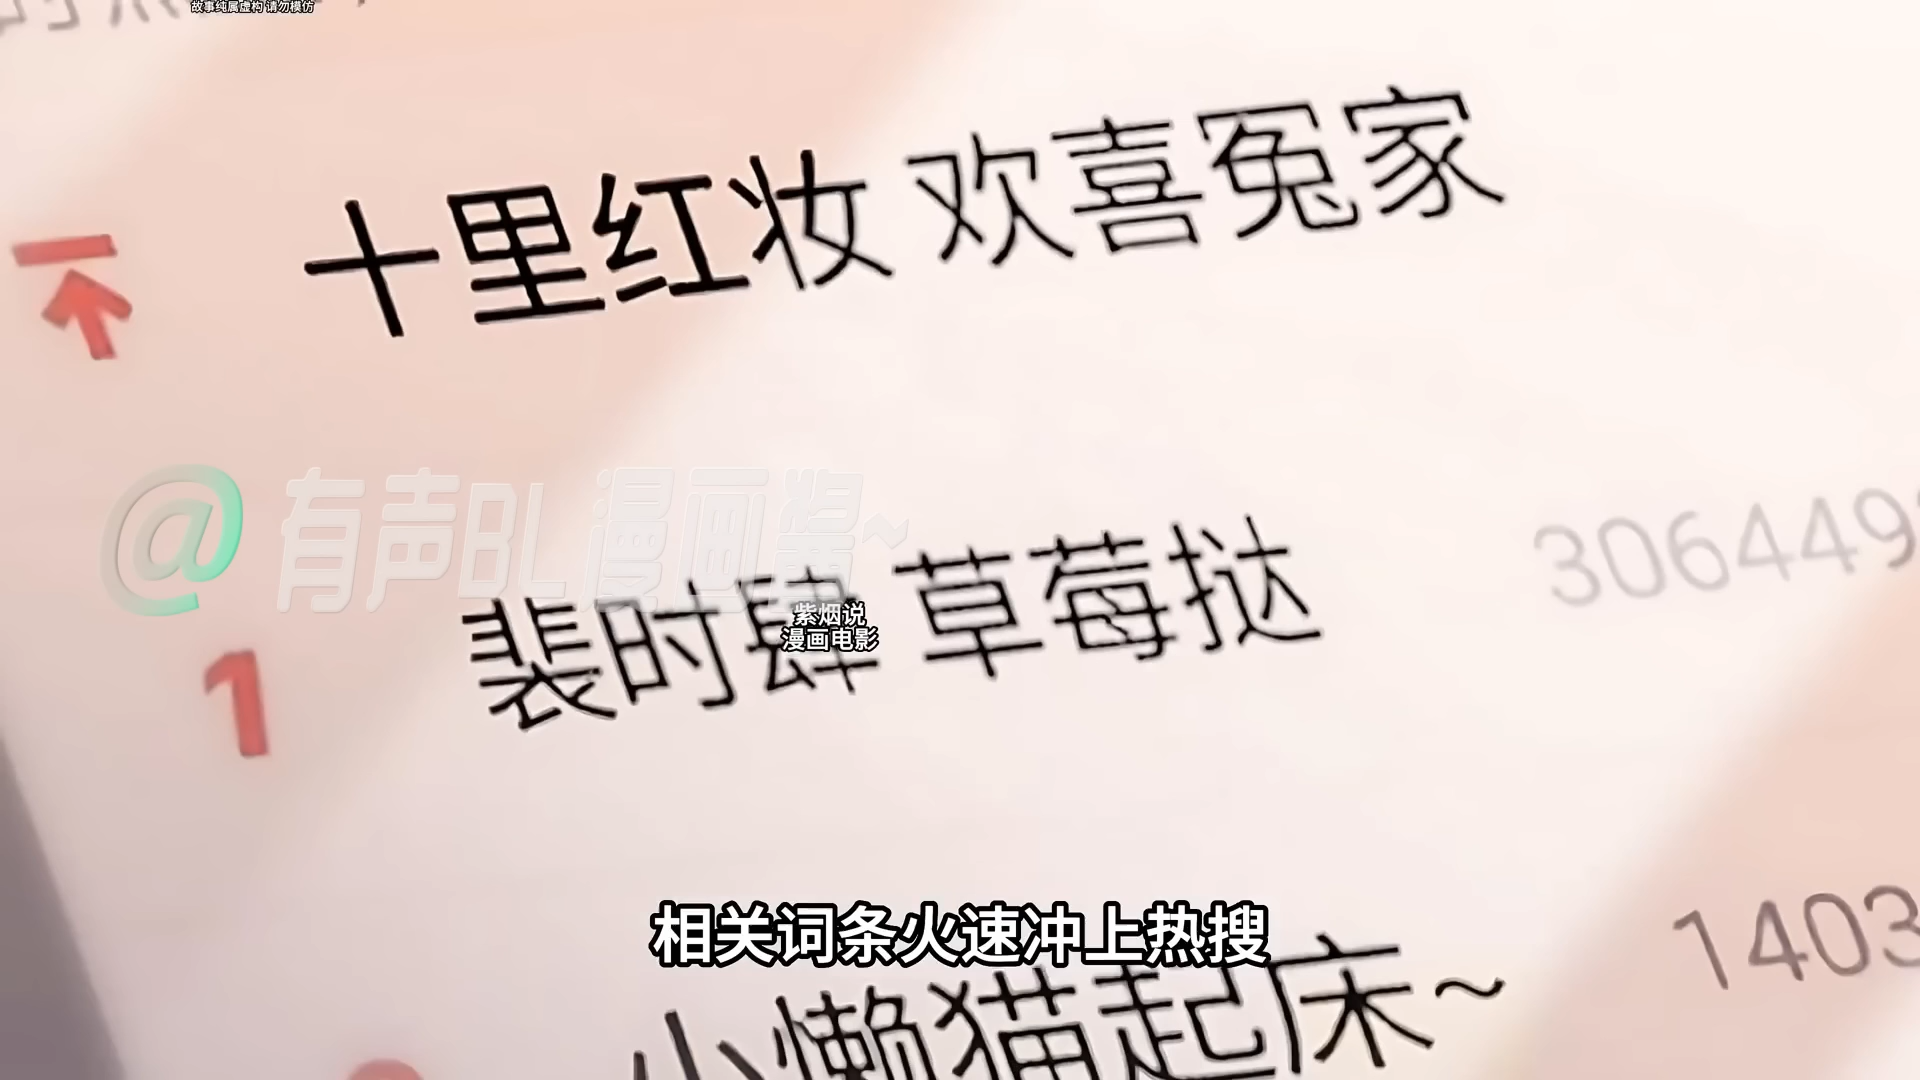 故事纯属虚构 请勿模仿
十里红妆 欢喜冤家
@有声BL漫画酱~
裴时肆 草莓挞
306449
紫烟说
漫画电影
1
1403
相关词条火速冲上热搜
小懒猫起床~